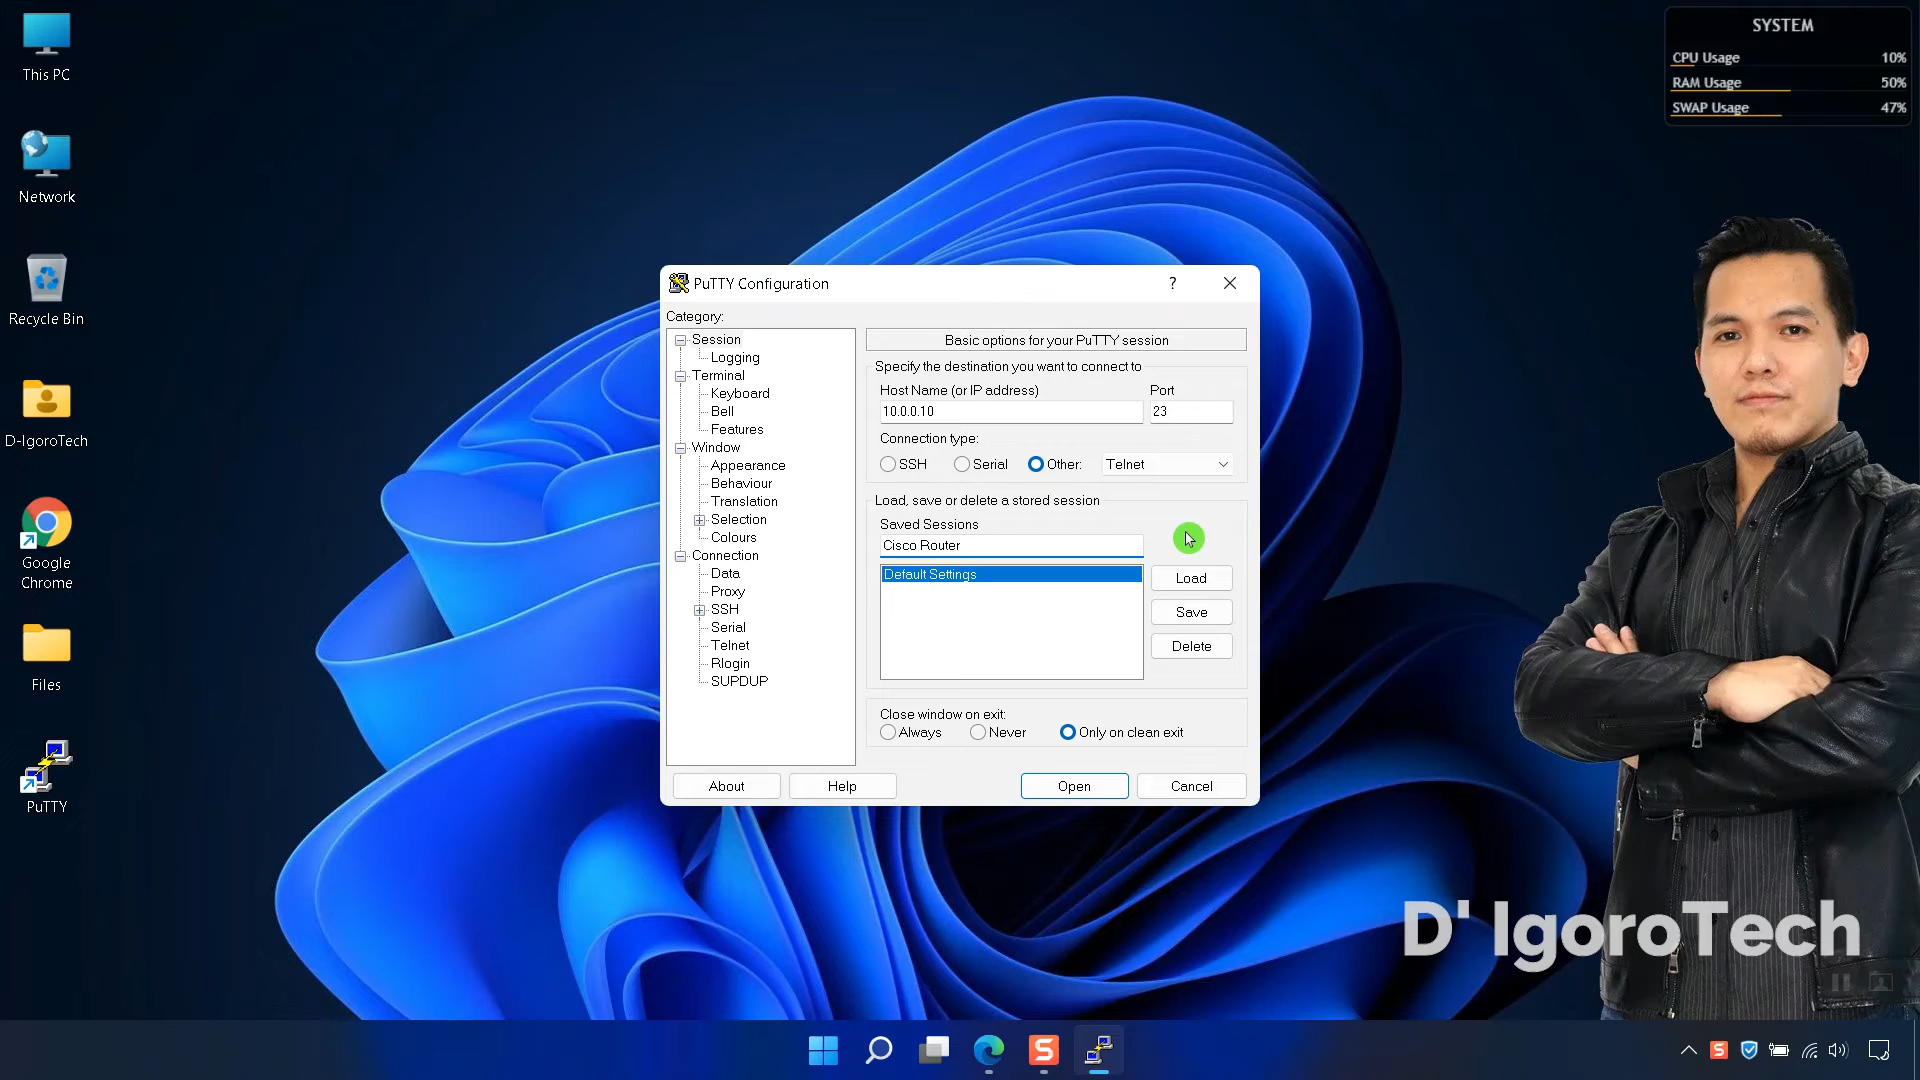 This PC
Network
Recycle Bin
D-IgoroTech
Google
Chrome
Files
PuTTY
SYSTEM
CPU Usage 10%
RAM Usage 50%
SWAP Usage 47%
PuTTY Configuration ?
Category:
Session
Logging
Terminal
Keyboard
Bell
Features
Window
Appearance
Behaviour
Translation
Selection
Colours
Connection
Data
Proxy
SSH
Serial
Telnet
Rlogin
SUPDUP
Basic options for your PuTTY session
Specify the destination you want to connect to
Host Name (or IP address) Port
10.0.0.10 23
Connection type:
SSH Serial Other: Telnet
Load, save or delete a stored session
Saved Sessions
Cisco Router
Default Settings
Load
Save
Delete
Close window on exit:
Always Never Only on clean exit
About Help Open Cancel
D' IgoroTech
S
S